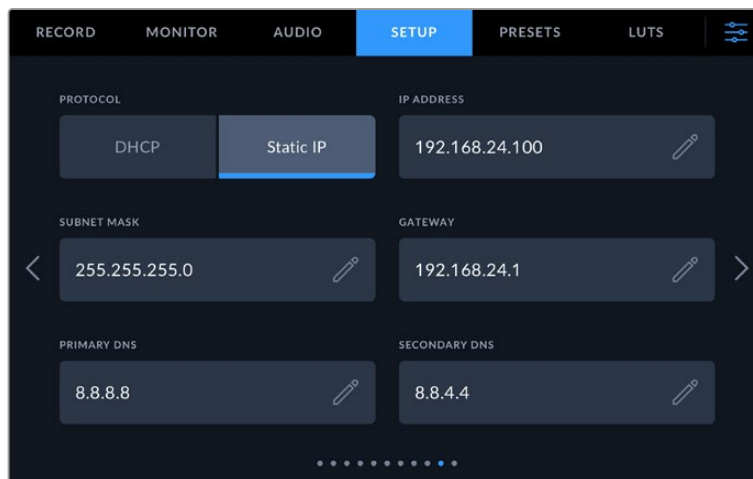 RECORD MONITOR AUDIO SETUP PRESETS LUTS
PROTOCOL IP ADDRESS
DHCP Static IP 192.168.24.100
SUBNET MASK GATEWAY
255.255.255.0 192.168.24.1
PRIMARY DNS SECONDARY DNS
8.8.8.8 8.8.4.4